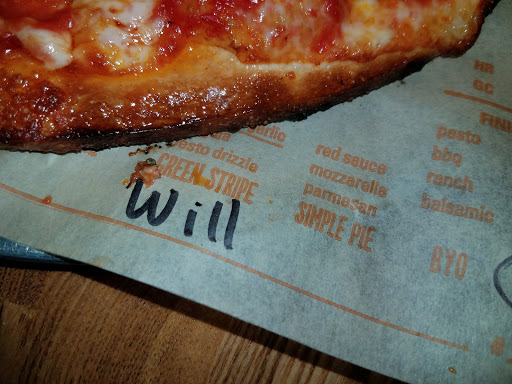 garlic
pesto drizzle
GREEN STRIPE
Will
red sauce
mozzarella
parmesan
SIMPLE PIE
pesto
bbq
ranch
balsamic
BYO